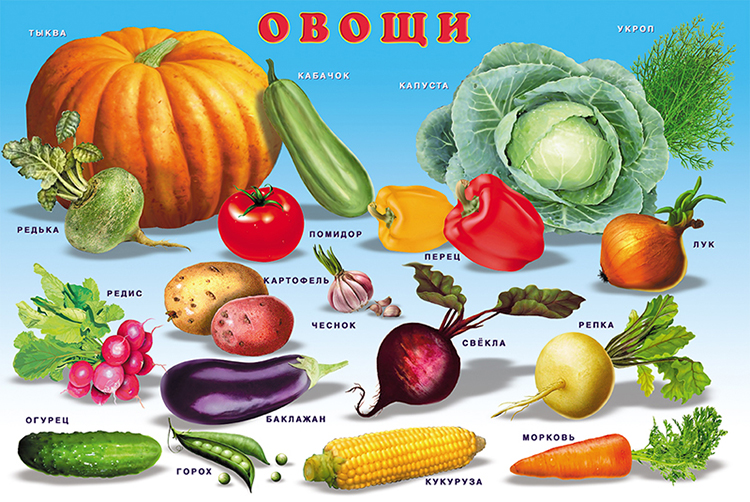 ОВОЩИ
ТЫКВА
УКРОП
КАБАЧОК
КАПУСТА
РЕДЬКА
ПОМИДОР
ПЕРЕЦ
ЛУК
РЕДИС
КАРТОФЕЛЬ
ЧЕСНОК
СВЁКЛА
РЕПКА
ОГУРЕЦ
БАКЛАЖАН
ГОРОХ
КУКУРУЗА
МОРКОВЬ